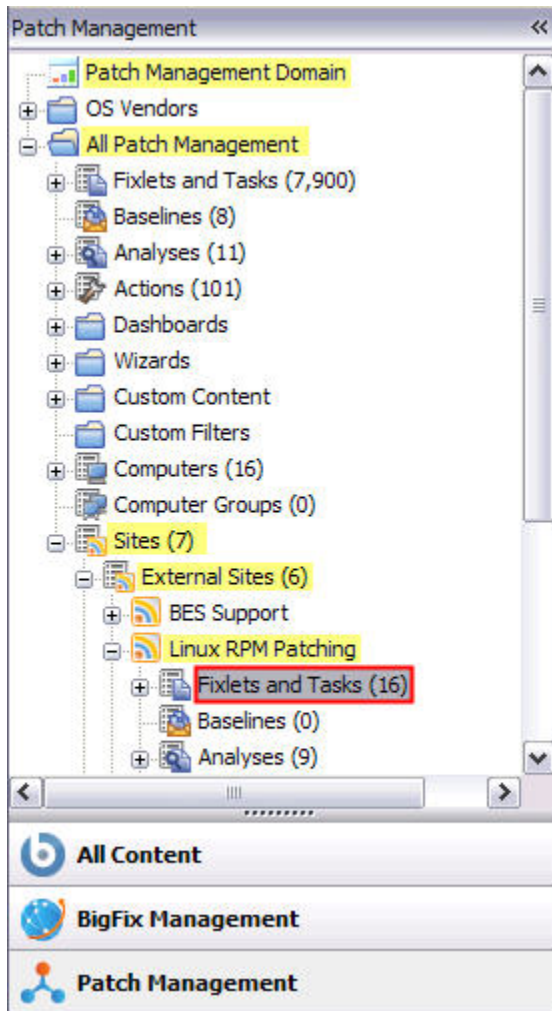 Patch Management
Patch Management Domain
OS Vendors
All Patch Management
Fixlets and Tasks (7,900)
Baselines (8)
Analyses (11)
Actions (101)
Dashboards
Wizards
Custom Content
Custom Filters
Computers (16)
Computer Groups (0)
Sites (7)
External Sites (6)
BES Support
Linux RPM Patching
Fixlets and Tasks (16)
Baselines (0)
Analyses (9)
All Content
BigFix Management
Patch Management